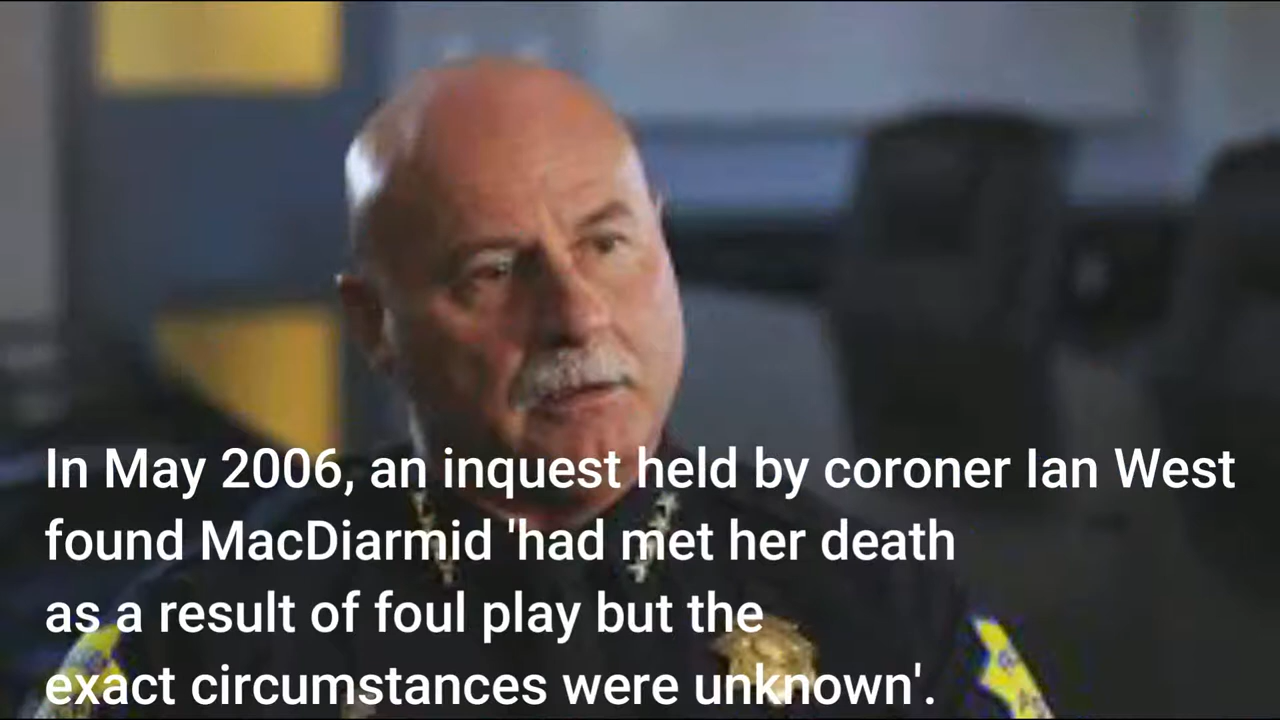 In May 2006, an inquest held by coroner Ian West
found MacDiarmid 'had met her death
as a result of foul play but the
exact circumstances were unknown'.